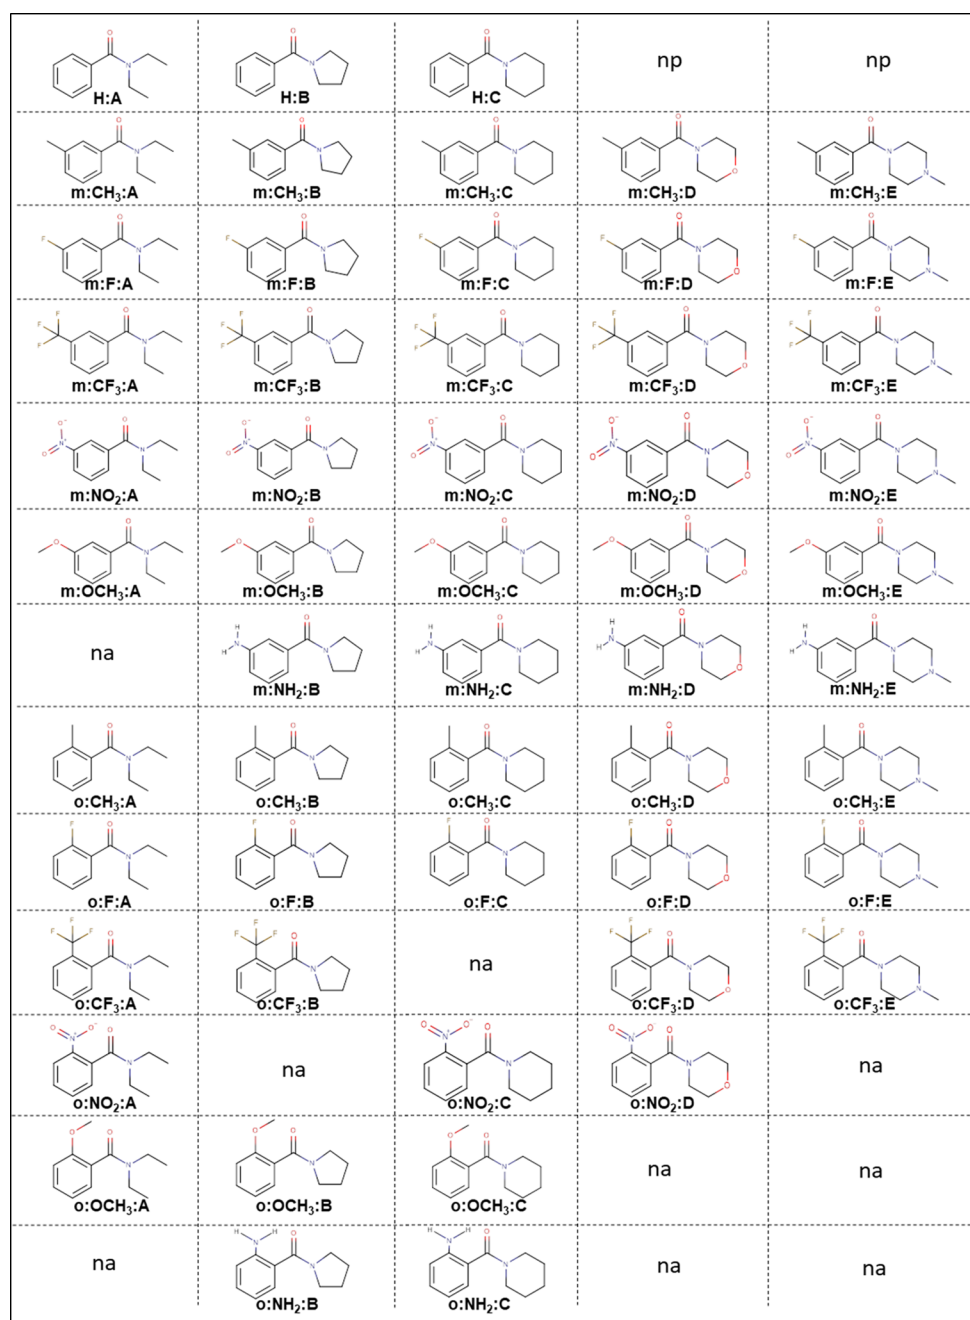 H:A H:B H:C np np
m:CH₃:A m:CH₃:B m:CH₃:C m:CH₃:D m:CH₃:E
m:F:A m:F:B m:F:C m:F:D m:F:E
m:CF₃:A m:CF₃:B m:CF₃:C m:CF₃:D m:CF₃:E
m:NO₂:A m:NO₂:B m:NO₂:C m:NO₂:D m:NO₂:E
m:OCH₃:A m:OCH₃:B m:OCH₃:C m:OCH₃:D m:OCH₃:E
na m:NH₂:B m:NH₂:C m:NH₂:D m:NH₂:E
o:CH₃:A o:CH₃:B o:CH₃:C o:CH₃:D o:CH₃:E
o:F:A o:F:B o:F:C o:F:D o:F:E
o:CF₃:A o:CF₃:B na o:CF₃:D o:CF₃:E
o:NO₂:A na o:NO₂:C o:NO₂:D na
o:OCH₃:A o:OCH₃:B o:OCH₃:C na na
na o:NH₂:B o:NH₂:C na na